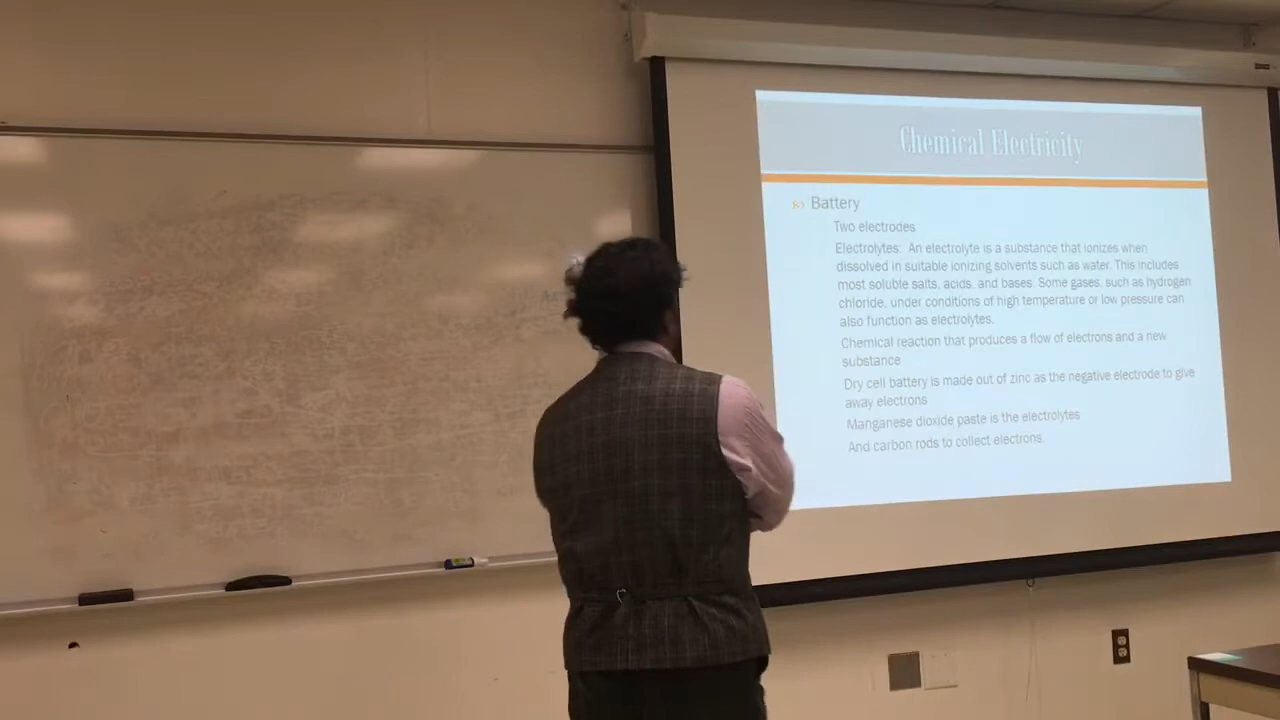 Chemical Electricity
Battery
Two electrodes
Electrolytes: An electrolyte is a substance that ionizes when
dissolved in suitable ionizing solvents such as water. This includes
most soluble salts, acids, and bases. Some gases, such as hydrogen
chloride, under conditions of high temperature or low pressure can
also function as electrolytes.
Chemical reaction that produces a flow of electrons and a new
substance
Dry cell battery is made out of zinc as the negative electrode to give
away electrons
Manganese dioxide paste is the electrolytes
And carbon rods to collect electrons.